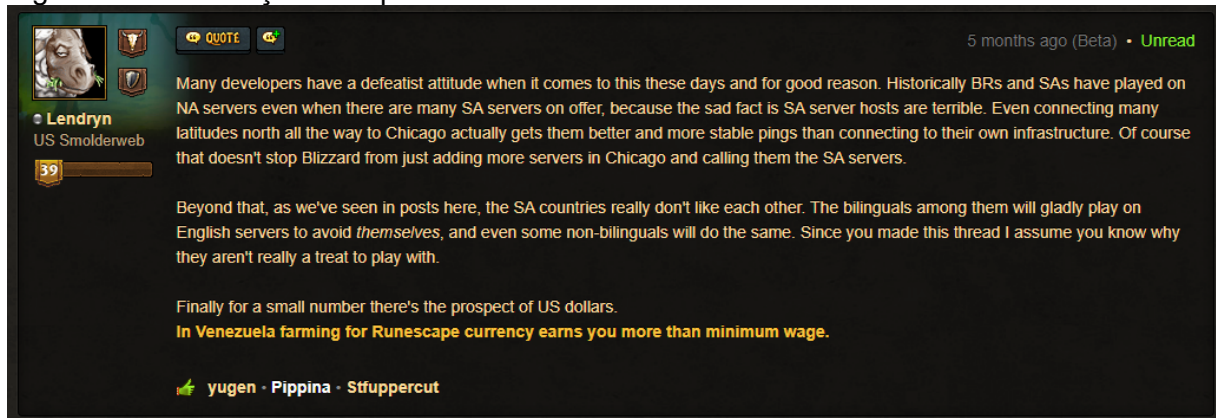 QUOTE
5 months ago (Beta) • Unread
Many developers have a defeatist attitude when it comes to this these days and for good reason. Historically BRs and SAs have played on
NA servers even when there are many SA servers on offer, because the sad fact is SA server hosts are terrible. Even connecting many
latitudes north all the way to Chicago actually gets them better and more stable pings than connecting to their own infrastructure. Of course
that doesn't stop Blizzard from just adding more servers in Chicago and calling them the SA servers.
Lendryn
US Smolderweb
39
Beyond that, as we've seen in posts here, the SA countries really don't like each other. The bilinguals among them will gladly play on
English servers to avoid themselves, and even some non-bilinguals will do the same. Since you made this thread I assume you know why
they aren't really a treat to play with.
Finally for a small number there's the prospect of US dollars.
In Venezuela farming for Runescape currency earns you more than minimum wage.
yugen • Pippina • Stfuppercut